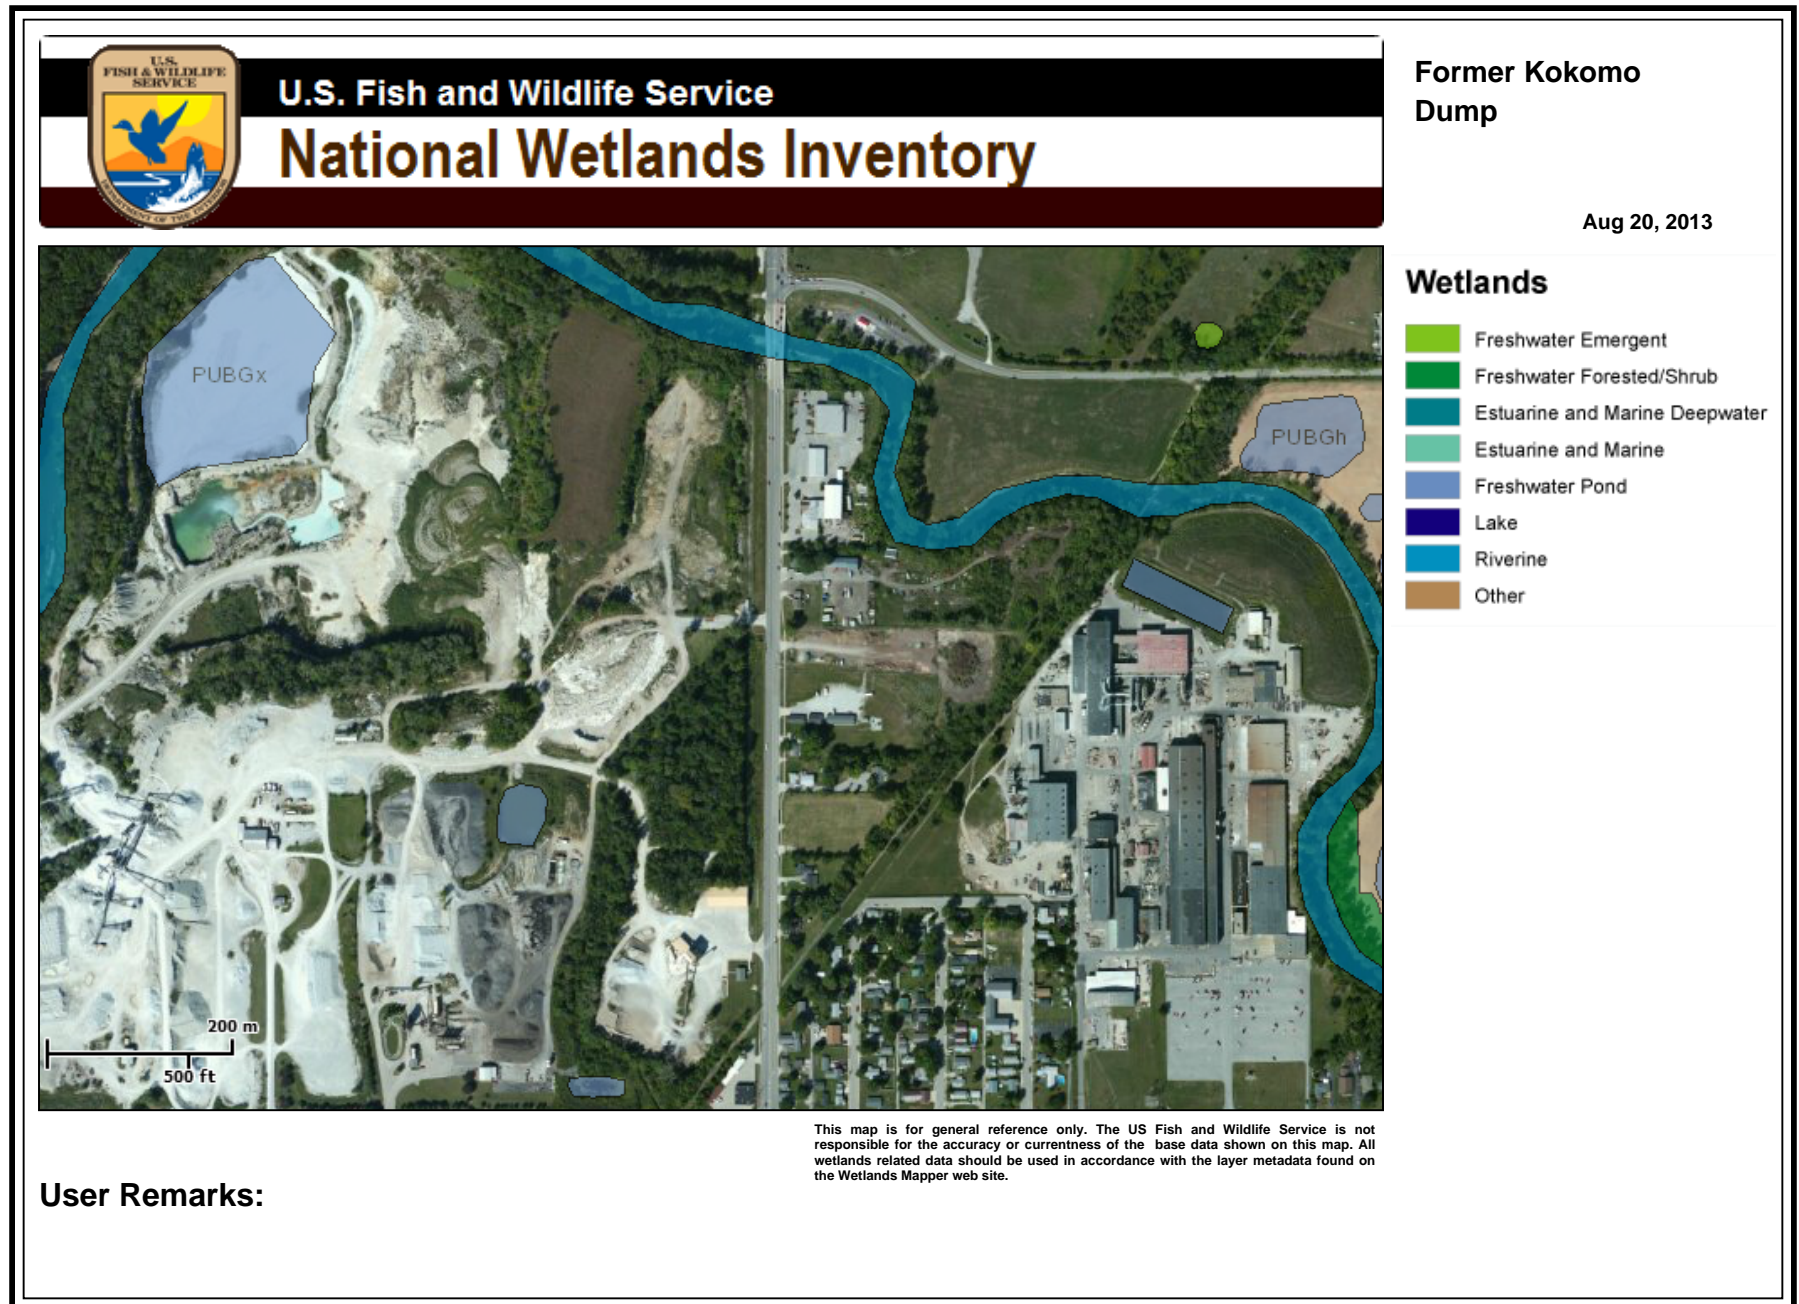 U.S.
FISH & WILDLIFE
SERVICE
DEPARTMENT OF THE INTERIOR
U.S. Fish and Wildlife Service
National Wetlands Inventory
Former Kokomo
Dump
Aug 20, 2013
Wetlands
Freshwater Emergent
Freshwater Forested/Shrub
Estuarine and Marine Deepwater
Estuarine and Marine
Freshwater Pond
Lake
Riverine
Other
PUBGx
PUBGh
200 m
500 ft
This map is for general reference only. The US Fish and Wildlife Service is not
responsible for the accuracy or currentness of the base data shown on this map. All
wetlands related data should be used in accordance with the layer metadata found on
the Wetlands Mapper web site.
User Remarks: